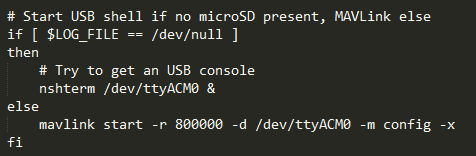 # Start USB shell if no microSD present, MAVLink else
if [ $LOG_FILE == /dev/null ]
then
    # Try to get an USB console
    nshterm /dev/ttyACM0 &
else
    mavlink start -r 800000 -d /dev/ttyACM0 -m config -x
fi